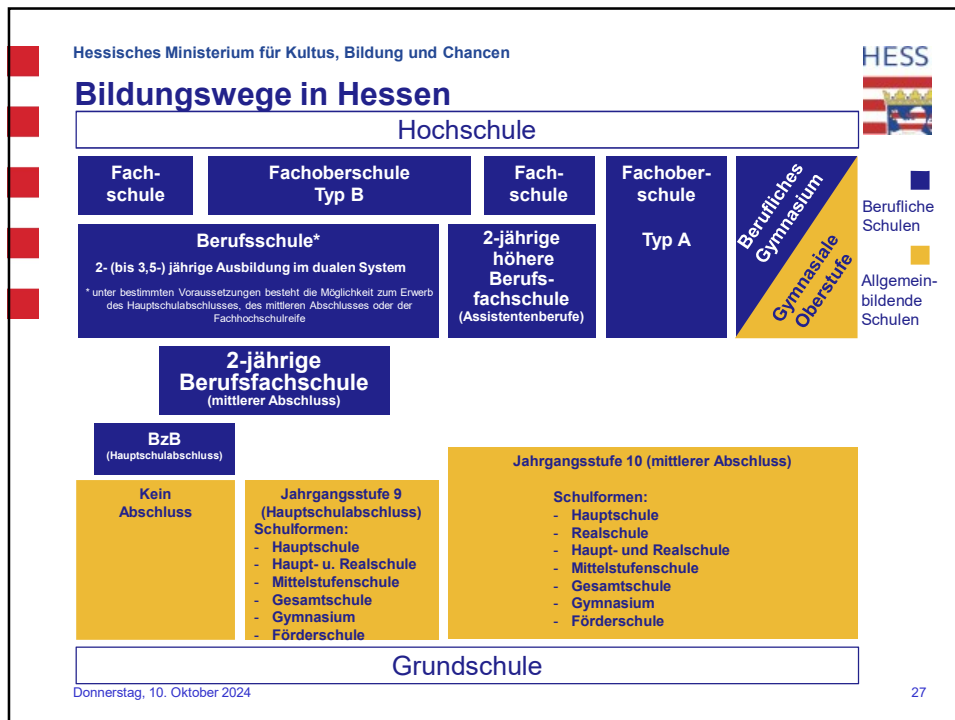 Hessisches Ministerium für Kultus, Bildung und Chancen
HESS
Bildungswege in Hessen
Hochschule
Fach-
schule
Fachoberschule
Typ B
Fach-
schule
Fachober-
schule
Typ A
Berufliches
Gymnasium
Gymnasiale
Oberstufe
Berufliche
Schulen
Allgemein-
bildende
Schulen
Berufsschule*
2- (bis 3,5-) jährige Ausbildung im dualen System
* unter bestimmten Voraussetzungen besteht die Möglichkeit zum Erwerb
des Hauptschulabschlusses, des mittleren Abschlusses oder der
Fachhochschulreife
2-jährige
höhere
Berufs-
fachschule
(Assistentenberufe)
2-jährige
Berufsfachschule
(mittlerer Abschluss)
BzB
(Hauptschulabschluss)
Kein
Abschluss
Jahrgangsstufe 9
(Hauptschulabschluss)
Schulformen:
- Hauptschule
- Haupt- u. Realschule
- Mittelstufenschule
- Gesamtschule
- Gymnasium
- Förderschule
Jahrgangsstufe 10 (mittlerer Abschluss)
Schulformen:
- Hauptschule
- Realschule
- Haupt- und Realschule
- Mittelstufenschule
- Gesamtschule
- Gymnasium
- Förderschule
Grundschule
Donnerstag, 10. Oktober 2024
27